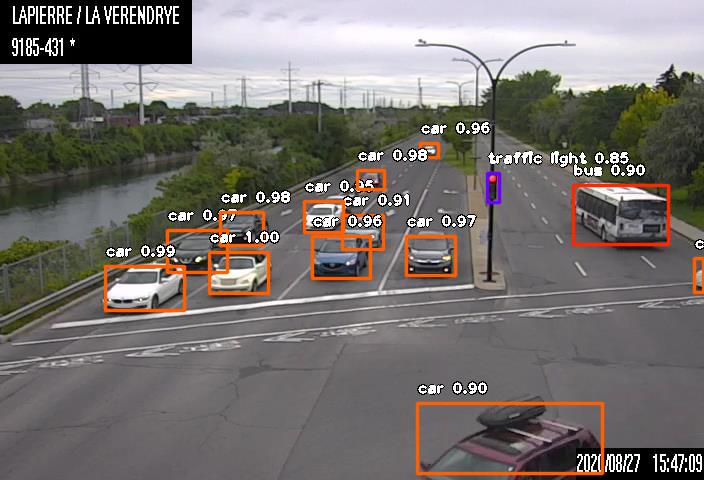 LAPIERRE / LA VERENDRYE
9185-431 *
car 0.96
car 0.98
traffic light 0.85
bus 0.90
car 0.98
car 0.91
car 0.96
car 0.97
car 1.00
car 0.99
car 0.90
2020/08/27 15:47:09